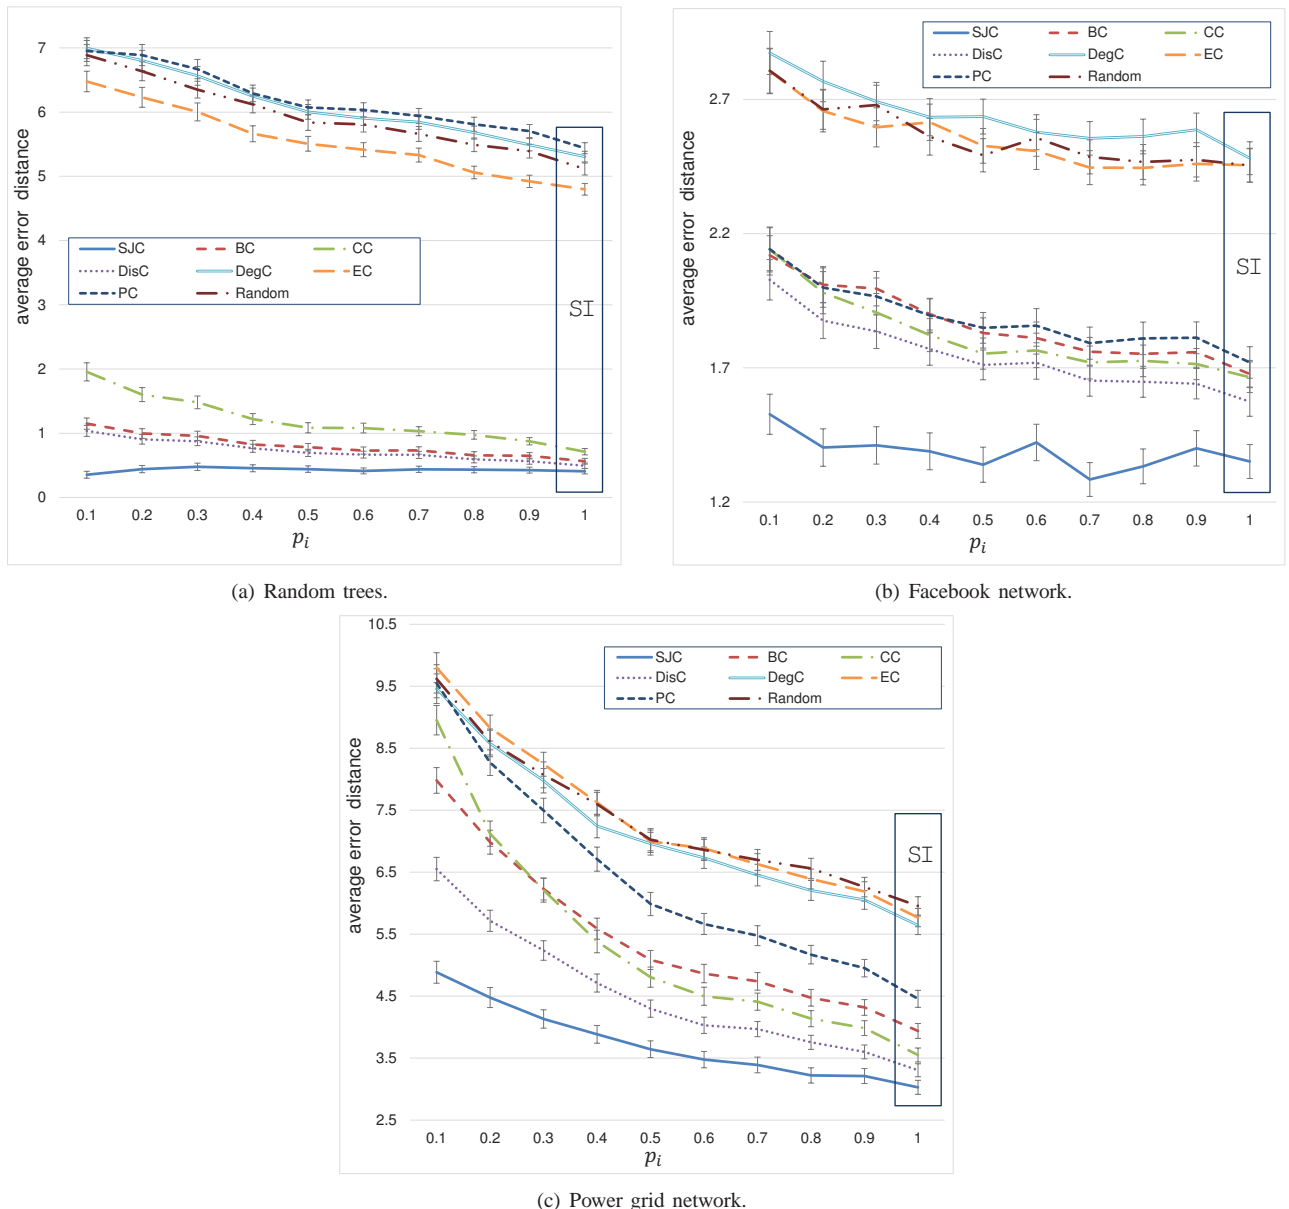 7
6
5
4
3
2
1
0
average error distance
SJC BC CC
DisC DegC EC
PC Random
SI
0.1 0.2 0.3 0.4 0.5 0.6 0.7 0.8 0.9 1
p_i
(a) Random trees.
SJC BC CC
DisC DegC EC
PC Random
2.7
2.2
1.7
1.2
average error distance
SI
0.1 0.2 0.3 0.4 0.5 0.6 0.7 0.8 0.9 1
p_i
(b) Facebook network.
10.5
9.5
8.5
7.5
6.5
5.5
4.5
3.5
2.5
average error distance
SJC BC CC
DisC DegC EC
PC Random
SI
0.1 0.2 0.3 0.4 0.5 0.6 0.7 0.8 0.9 1
p_i
(c) Power grid network.